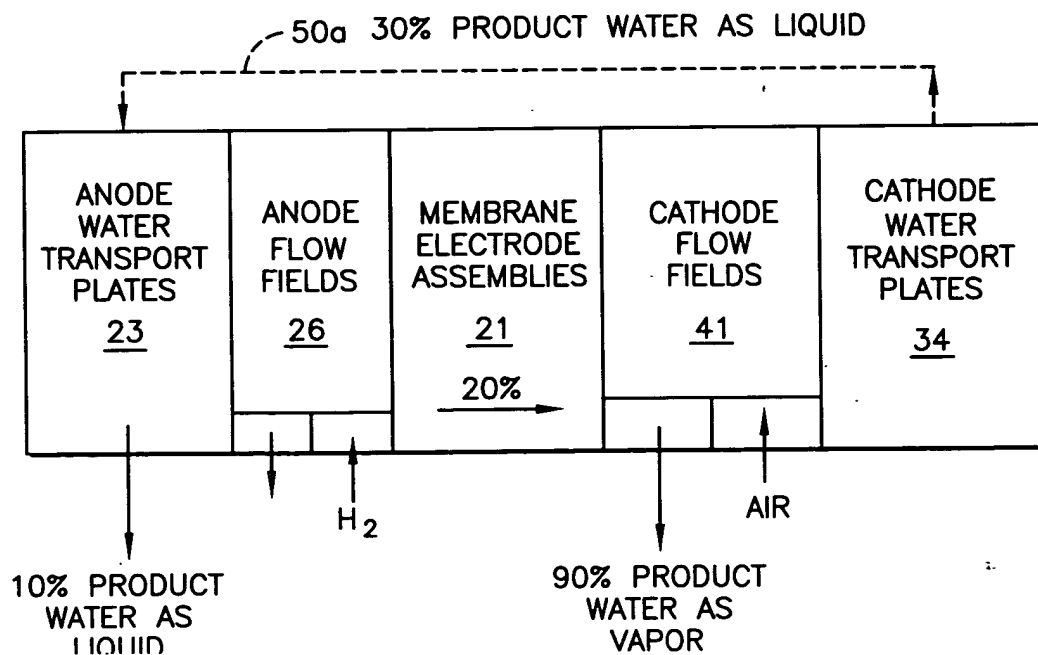 50a 30% PRODUCT WATER AS LIQUID
ANODE
WATER
TRANSPORT
PLATES
23
ANODE
FLOW
FIELDS
26
MEMBRANE
ELECTRODE
ASSEMBLIES
21
20%
CATHODE
FLOW
FIELDS
41
CATHODE
WATER
TRANSPORT
PLATES
34
H2
AIR
10% PRODUCT
WATER AS
LIQUID
90% PRODUCT
WATER AS
VAPOR